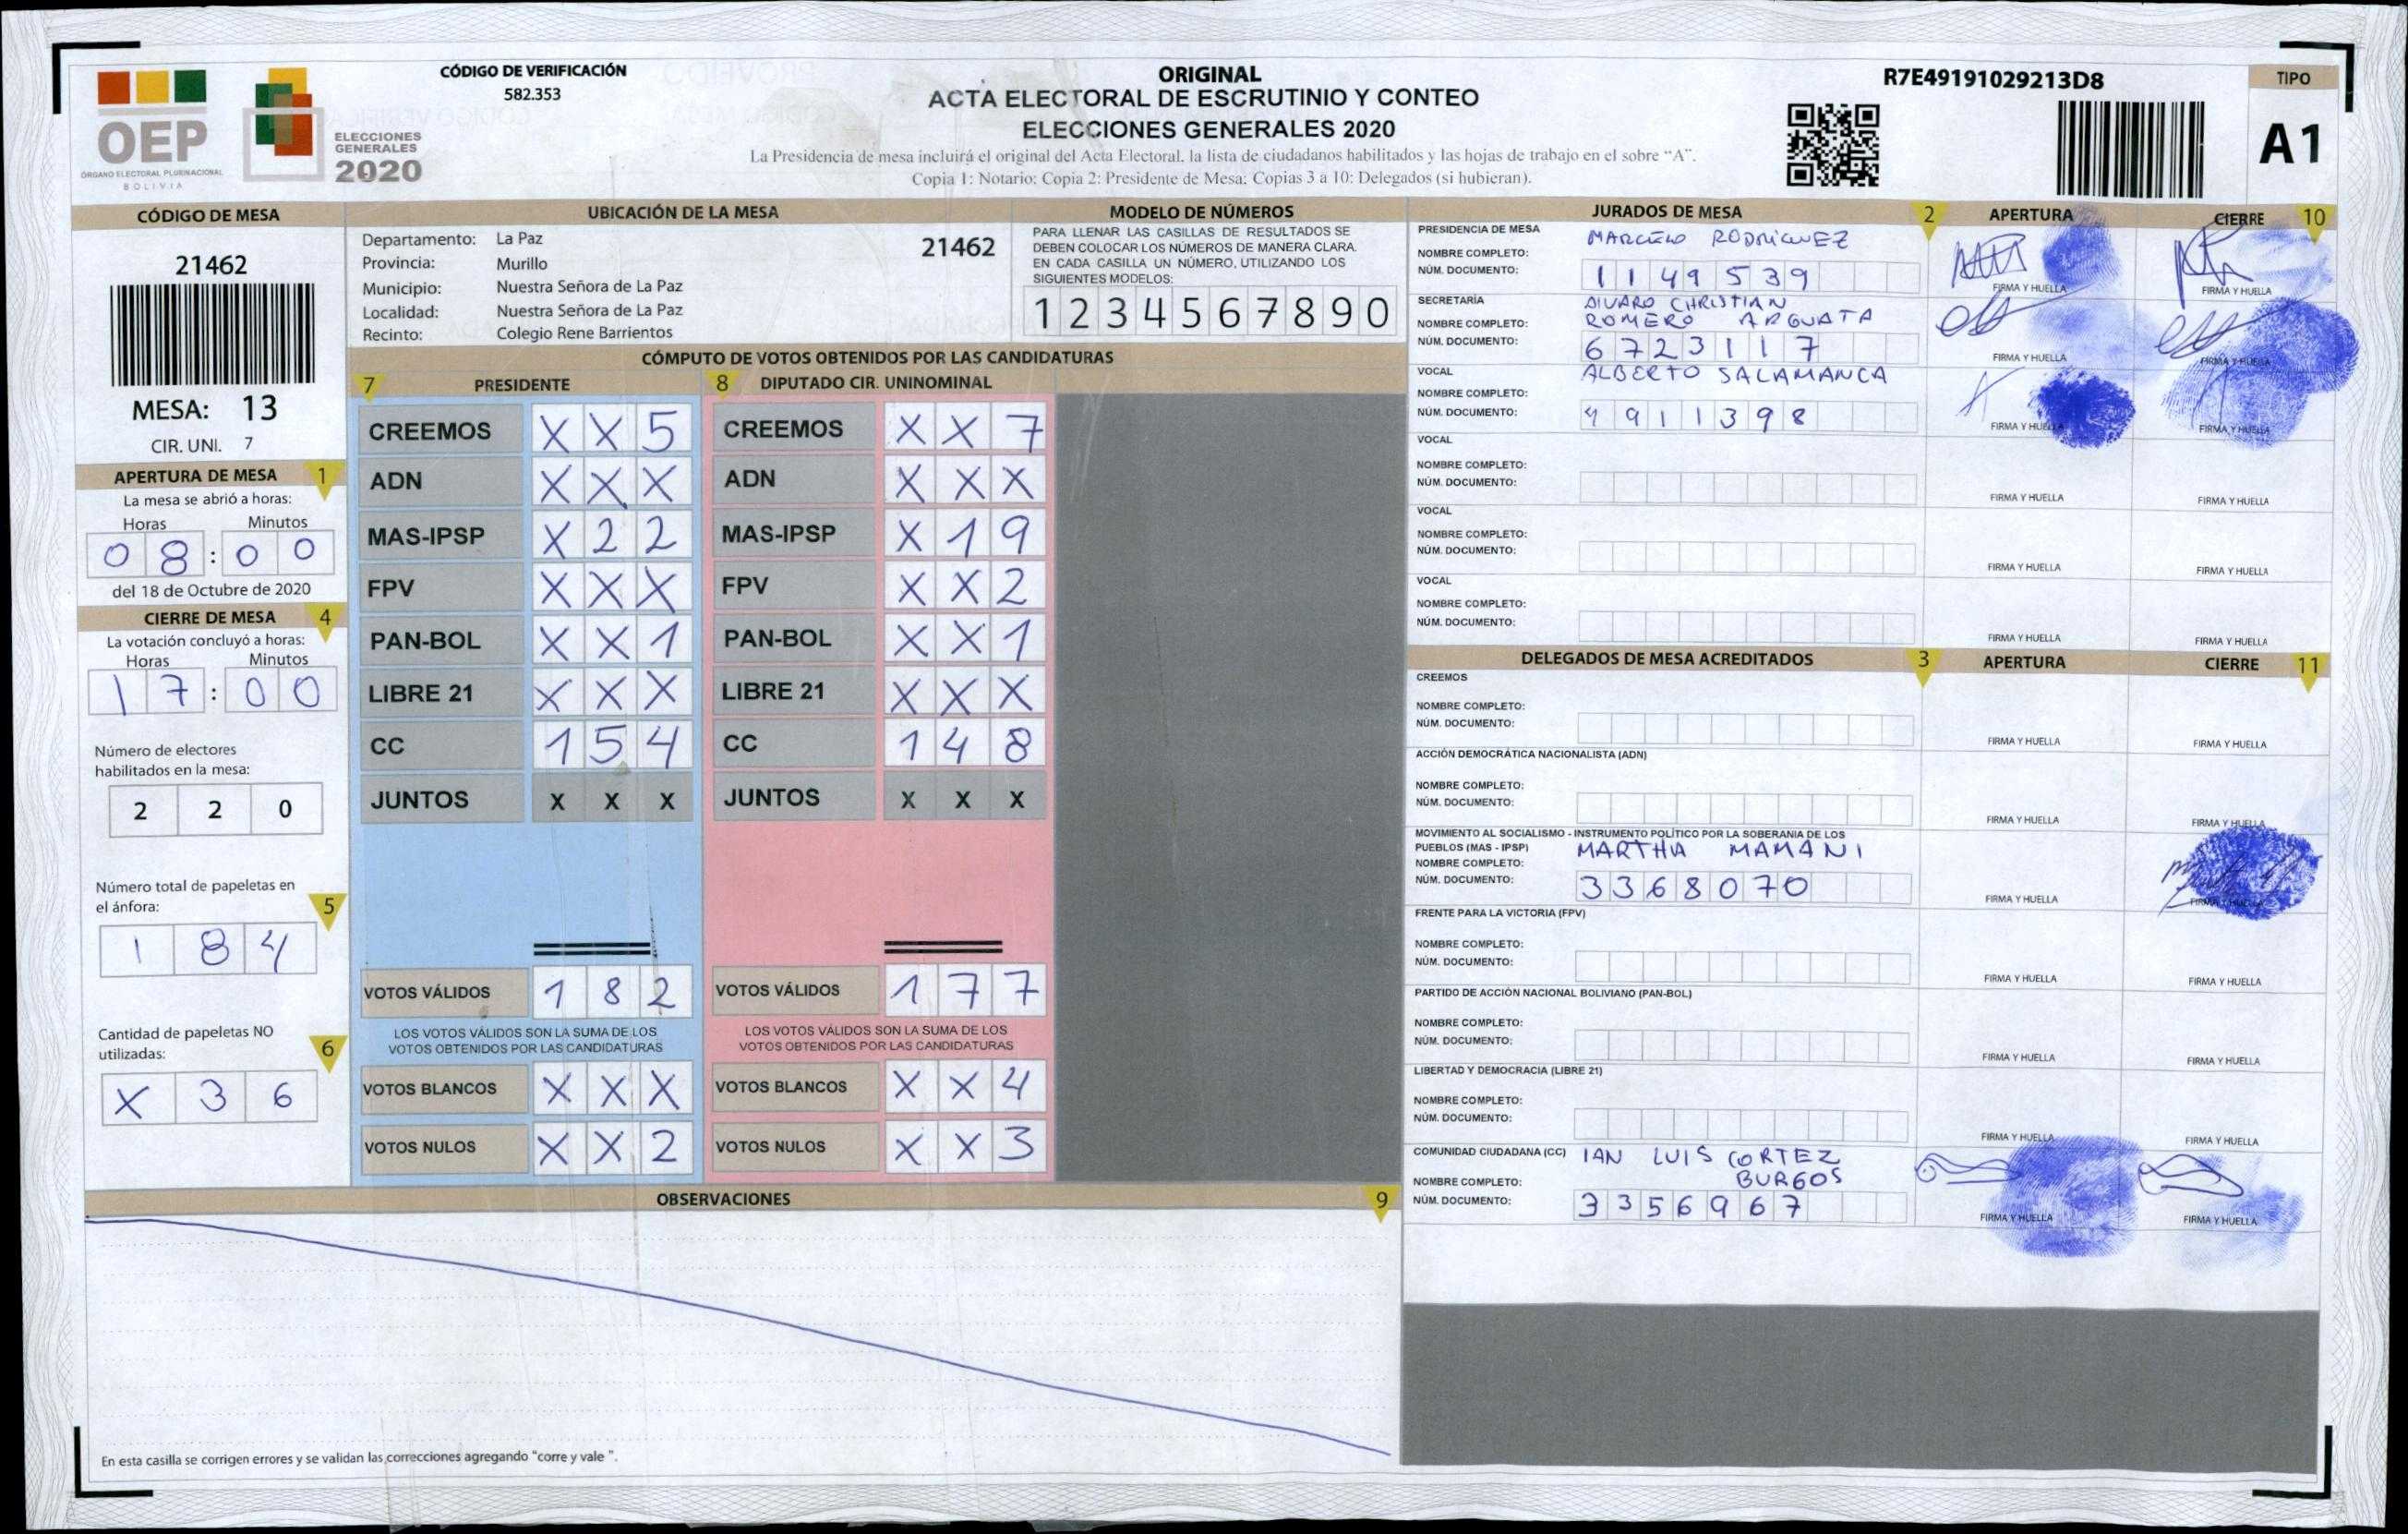 CÓDIGO DE VERIFICACIÓN
582.353
OEP
ÓRGANO ELECTORAL PLURINACIONAL
BOLIVIA
ELECCIONES
GENERALES
2020
ORIGINAL
ACTA ELECTORAL DE ESCRUTINIO Y CONTEO
ELECCIONES GENERALES 2020
La Presidencia de mesa incluirá el original del Acta Electoral, la lista de ciudadanos habilitados y las hojas de trabajo en el sobre “A”.
Copia 1: Notario; Copia 2: Presidente de Mesa; Copias 3 a 10: Delegados (si hubieran).
R7E49191029213D8
TIPO
A1
CÓDIGO DE MESA
21462
MESA: 13
CIR. UNI. 7
APERTURA DE MESA 1
La mesa se abrió a horas:
Horas Minutos
0 8 : 0 0
del 18 de Octubre de 2020
CIERRE DE MESA 4
La votación concluyó a horas:
Horas Minutos
1 7 : 0 0
Número de electores
habilitados en la mesa:
2 2 0
Número total de papeletas en
el ánfora: 5
1 8 4
Cantidad de papeletas NO
utilizadas: 6
X 3 6
UBICACIÓN DE LA MESA
Departamento: La Paz 21462
Provincia: Murillo
Municipio: Nuestra Señora de La Paz
Localidad: Nuestra Señora de La Paz
Recinto: Colegio Rene Barrientos
MODELO DE NÚMEROS
PARA LLENAR LAS CASILLAS DE RESULTADOS SE
DEBEN COLOCAR LOS NÚMEROS DE MANERA CLARA.
EN CADA CASILLA UN NÚMERO, UTILIZANDO LOS
SIGUIENTES MODELOS:
1 2 3 4 5 6 7 8 9 0
CÓMPUTO DE VOTOS OBTENIDOS POR LAS CANDIDATURAS
7 PRESIDENTE 8 DIPUTADO CIR. UNINOMINAL
CREEMOS X X 5 CREEMOS X X 7
ADN X X X ADN X X X
MAS-IPSP X 2 2 MAS-IPSP X 1 9
FPV X X X FPV X X 2
PAN-BOL X X 1 PAN-BOL X X 1
LIBRE 21 X X X LIBRE 21 X X X
CC 1 5 4 CC 1 4 8
JUNTOS X X X JUNTOS X X X
VOTOS VÁLIDOS 1 8 2 VOTOS VÁLIDOS 1 7 7
LOS VOTOS VÁLIDOS SON LA SUMA DE LOS LOS VOTOS VÁLIDOS SON LA SUMA DE LOS
VOTOS OBTENIDOS POR LAS CANDIDATURAS VOTOS OBTENIDOS POR LAS CANDIDATURAS
VOTOS BLANCOS X X X VOTOS BLANCOS X X 4
VOTOS NULOS X X 2 VOTOS NULOS X X 3
OBSERVACIONES 9
En esta casilla se corrigen errores y se validan las correcciones agregando "corre y vale ".
JURADOS DE MESA 2 APERTURA CIERRE 10
PRESIDENCIA DE MESA MARCELO RODRIGUEZ
NOMBRE COMPLETO:
NÚM. DOCUMENTO: 1 1 4 9 5 3 9 FIRMA Y HUELLA FIRMA Y HUELLA
SECRETARÍA ALVARO CHRISTIAN
NOMBRE COMPLETO: ROMERO ARGUATA
NÚM. DOCUMENTO: 6 7 2 3 1 1 7 FIRMA Y HUELLA FIRMA Y HUELLA
VOCAL ALBERTO SALAMANCA
NOMBRE COMPLETO:
NÚM. DOCUMENTO: 4 9 1 1 3 9 8 FIRMA Y HUELLA FIRMA Y HUELLA
VOCAL
NOMBRE COMPLETO:
NÚM. DOCUMENTO: FIRMA Y HUELLA FIRMA Y HUELLA
VOCAL
NOMBRE COMPLETO:
NÚM. DOCUMENTO: FIRMA Y HUELLA FIRMA Y HUELLA
VOCAL
NOMBRE COMPLETO:
NÚM. DOCUMENTO: FIRMA Y HUELLA FIRMA Y HUELLA
DELEGADOS DE MESA ACREDITADOS 3 APERTURA CIERRE 11
CREEMOS
NOMBRE COMPLETO:
NÚM. DOCUMENTO: FIRMA Y HUELLA FIRMA Y HUELLA
ACCIÓN DEMOCRÁTICA NACIONALISTA (ADN)
NOMBRE COMPLETO:
NÚM. DOCUMENTO: FIRMA Y HUELLA FIRMA Y HUELLA
MOVIMIENTO AL SOCIALISMO - INSTRUMENTO POLÍTICO POR LA SOBERANIA DE LOS
PUEBLOS (MAS - IPSP) MARTHA MAMANI
NOMBRE COMPLETO:
NÚM. DOCUMENTO: 3 3 6 8 0 7 0 FIRMA Y HUELLA FIRMA Y HUELLA
FRENTE PARA LA VICTORIA (FPV)
NOMBRE COMPLETO:
NÚM. DOCUMENTO: FIRMA Y HUELLA FIRMA Y HUELLA
PARTIDO DE ACCIÓN NACIONAL BOLIVIANO (PAN-BOL)
NOMBRE COMPLETO:
NÚM. DOCUMENTO: FIRMA Y HUELLA FIRMA Y HUELLA
LIBERTAD Y DEMOCRACIA (LIBRE 21)
NOMBRE COMPLETO:
NÚM. DOCUMENTO: FIRMA Y HUELLA FIRMA Y HUELLA
COMUNIDAD CIUDADANA (CC) IAN LUIS CORTEZ
NOMBRE COMPLETO: BURGOS
NÚM. DOCUMENTO: 3 3 5 6 9 6 7 FIRMA Y HUELLA FIRMA Y HUELLA